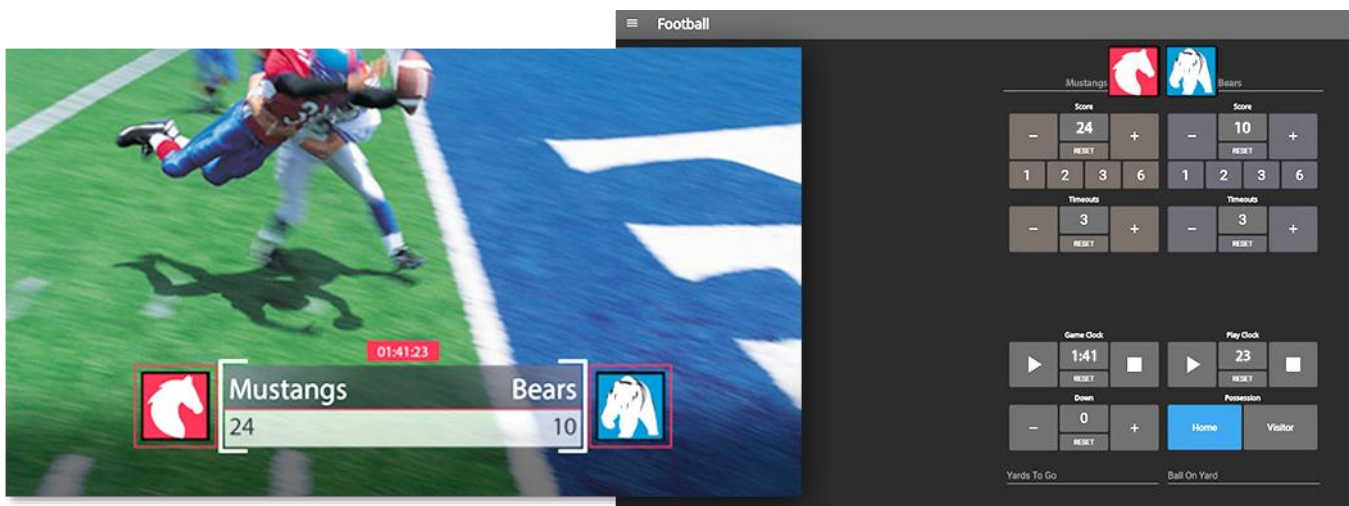 Football
01:41:23
Mustangs Bears
24 10
Mustangs Bears
Score Score
− 24 + − 10 +
RESET RESET
1 2 3 6 1 2 3 6
Timeouts Timeouts
− 3 + − 3 +
RESET RESET
Game Clock Play Clock
1:41 23
RESET RESET
Down Possession
− 0 + Home Visitor
RESET
Yards To Go Ball On Yard